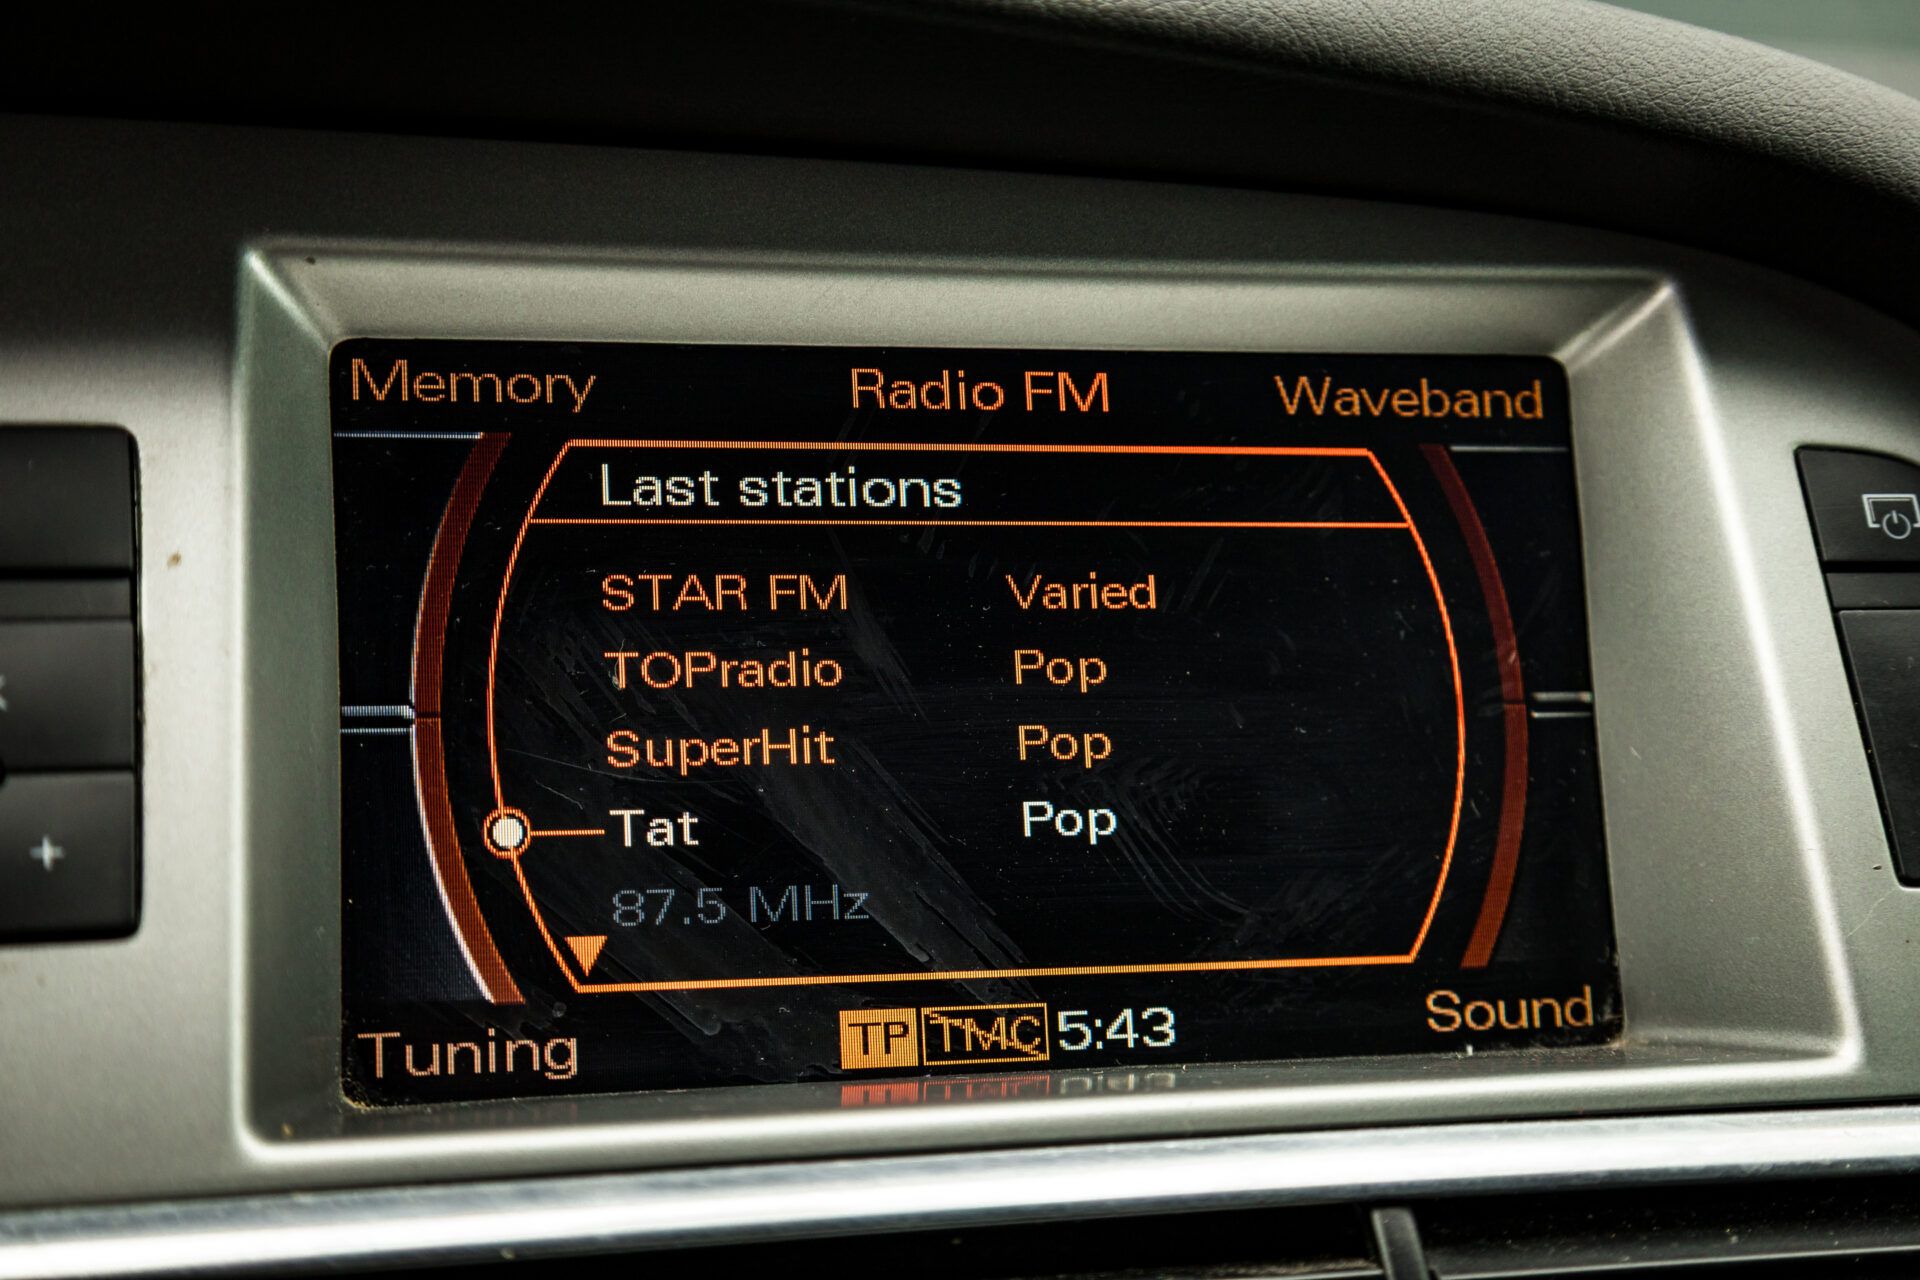 Memory Radio FM Waveband
Last stations
STAR FM Varied
TOPradio Pop
SuperHit Pop
Tat Pop
87.5 MHz
Tuning TP TMC 5:43 Sound
+